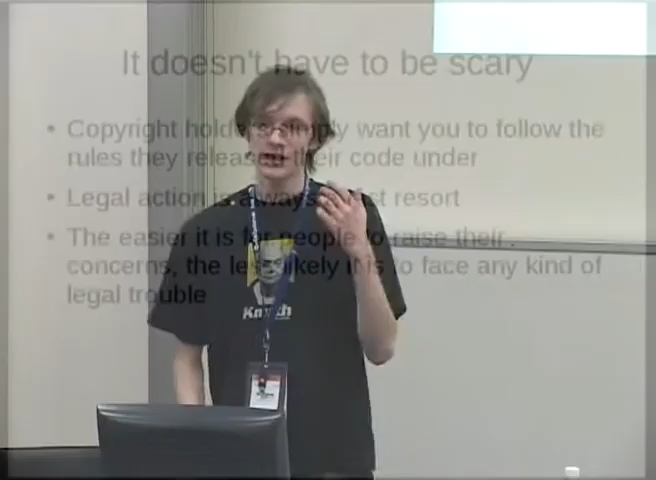 It doesn't have to be scary
• Copyright holders simply want you to follow the
rules they release their code under
• Legal action is always a last resort
• The easier it is for people to raise their
concerns, the less likely it is to face any kind of
legal trouble
Knuth